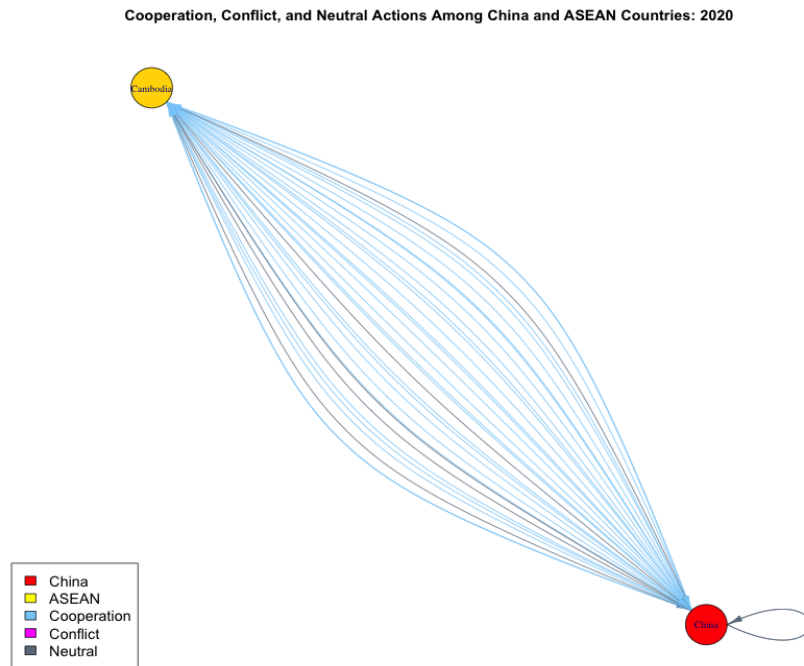 Cooperation, Conflict, and Neutral Actions Among China and ASEAN Countries: 2020
Cambodia
China
China
ASEAN
Cooperation
Conflict
Neutral